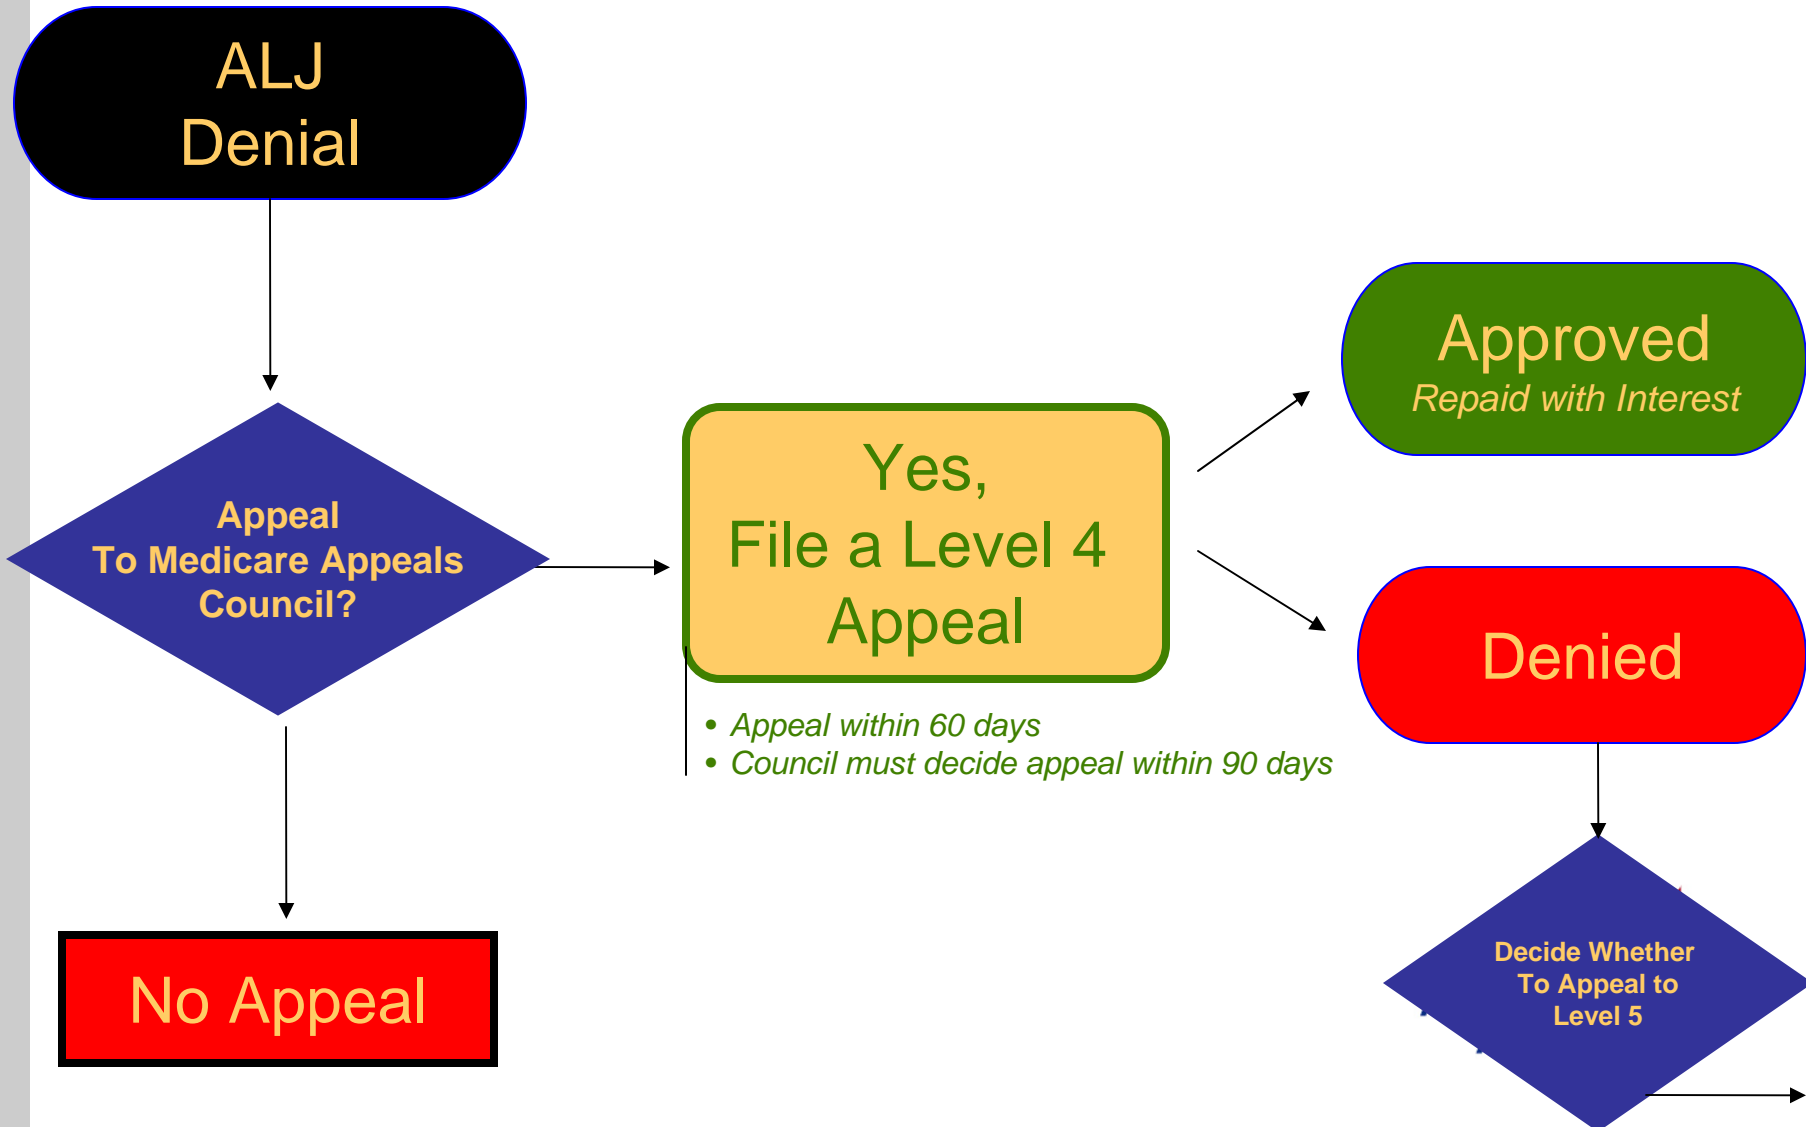 ALJ
Denial
Appeal
To Medicare Appeals
Council?
No Appeal
Yes,
File a Level 4
Appeal
• Appeal within 60 days
• Council must decide appeal within 90 days
Approved
Repaid with Interest
Denied
Decide Whether
To Appeal to
Level 5